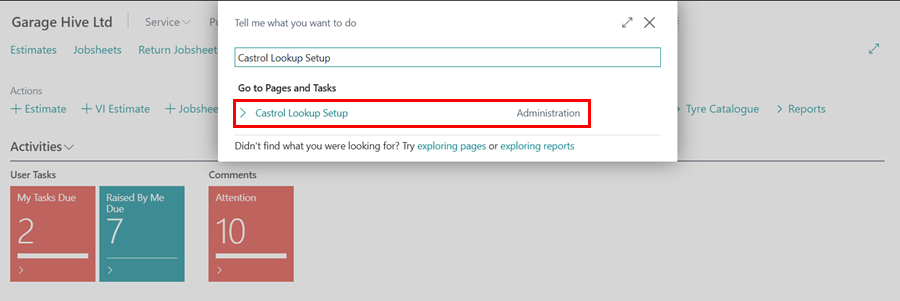 Garage Hive Ltd
Service
Tell me what you want to do
Estimates
Jobsheets
Return Jobsheets
Castrol Lookup Setup
Go to Pages and Tasks
Castrol Lookup Setup
Administration
Didn't find what you were looking for? Try exploring pages or exploring reports
Actions
+ Estimate
+ VI Estimate
+ Jobshee
Tyre Catalogue
> Reports
Activities
User Tasks
Comments
My Tasks Due
2
Raised By Me
Due
7
Attention
10